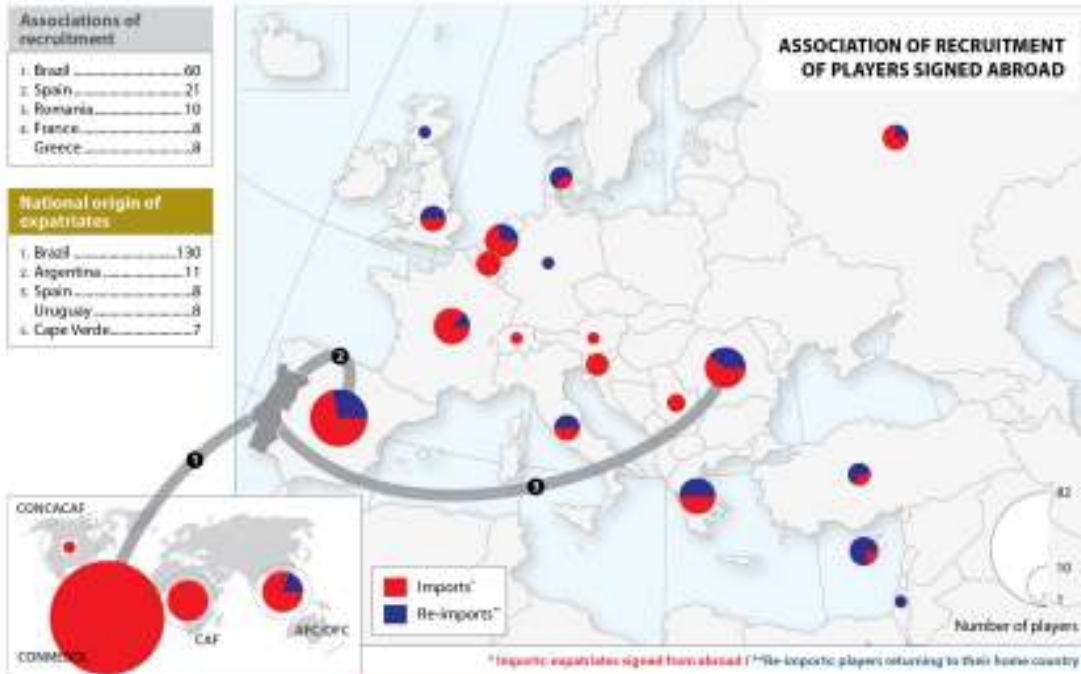 Associations of
recruitment
1. Brazil 60
2. Spain 21
3. Romania 10
4. France 8
Greece 8
National origin of
expatriates
1. Brazil 130
2. Argentina 11
3. Spain 8
Uruguay 8
5. Cape Verde 7
ASSOCIATION OF RECRUITMENT
OF PLAYERS SIGNED ABROAD
2
1
3
CONCACAF
CAF
AFC/OFC
CONMEBOL
Imports*
Re-imports**
82
10
1
Number of players
* Imports: expatriates signed from abroad / **Re-imports: players returning to their home country